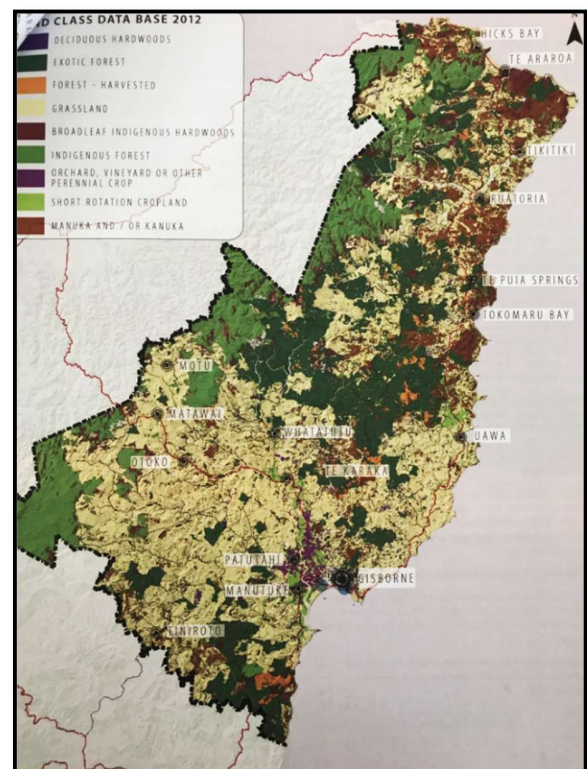 ND CLASS DATA BASE 2012
DECIDUOUS HARDWOODS
EXOTIC FOREST
FOREST - HARVESTED
GRASSLAND
BROADLEAF INDIGENOUS HARDWOODS
INDIGENOUS FOREST
ORCHARD, VINEYARD OR OTHER
PERENNIAL CROP
SHORT ROTATION CROPLAND
MANUKA AND / OR KANUKA
HICKS BAY
TE ARAROA
TIKITIKI
RUATORIA
TE PUIA SPRINGS
TOKOMARU BAY
MOTU
MATAWAI
WHATATUTU
UAWA
OTOKO
TE KARAKA
PATUTAHI
GISBORNE
MANUTUKE
TINIROTO